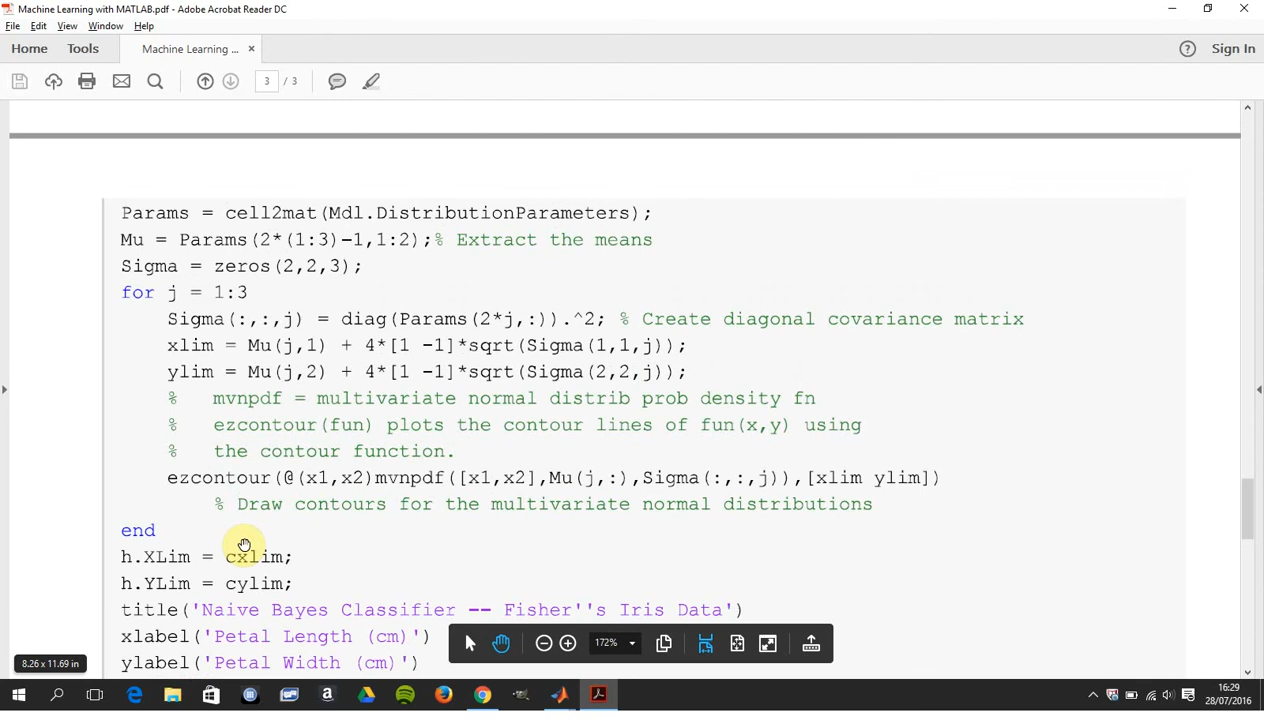 Machine Learning with MATLAB.pdf - Adobe Acrobat Reader DC
File Edit View Window Help
Home Tools Machine Learning ... × Sign In
3 / 3
Params = cell2mat(Mdl.DistributionParameters);
Mu = Params(2*(1:3)-1,1:2);% Extract the means
Sigma = zeros(2,2,3);
for j = 1:3
Sigma(:,:,j) = diag(Params(2*j,:)).^2; % Create diagonal covariance matrix
xlim = Mu(j,1) + 4*[1 -1]*sqrt(Sigma(1,1,j));
ylim = Mu(j,2) + 4*[1 -1]*sqrt(Sigma(2,2,j));
% mvnpdf = multivariate normal distrib prob density fn
% ezcontour(fun) plots the contour lines of fun(x,y) using
% the contour function.
ezcontour(@(x1,x2)mvnpdf([x1,x2],Mu(j,:),Sigma(:,:,j)),[xlim ylim])
% Draw contours for the multivariate normal distributions
end
h.XLim = cxlim;
h.YLim = cylim;
title('Naive Bayes Classifier -- Fisher''s Iris Data')
xlabel('Petal Length (cm)')
ylabel('Petal Width (cm)')
172%
8.26 x 11.69 in
16:29
28/07/2016